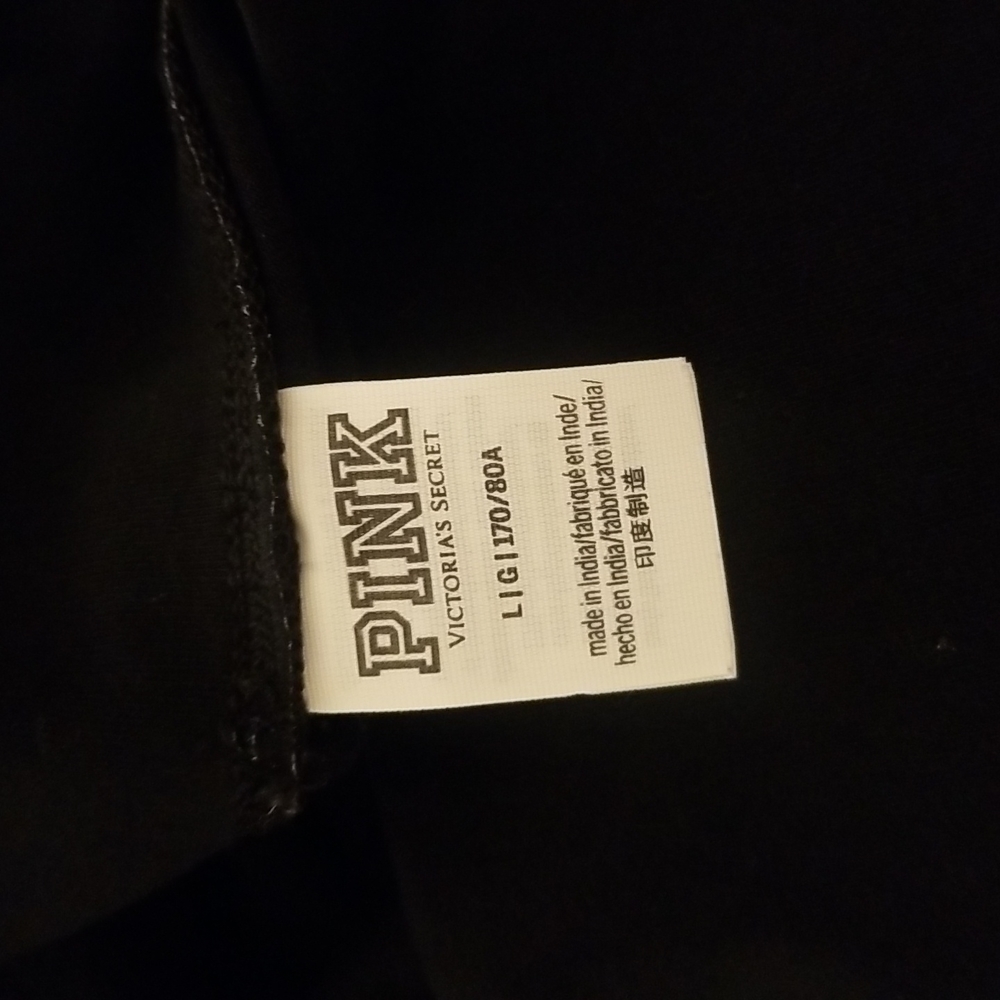 PINK
VICTORIA'S SECRET
L | G | 170/80A
made in India/fabriqué en Inde/
hecho en India/fabbricato in India/
印度制造